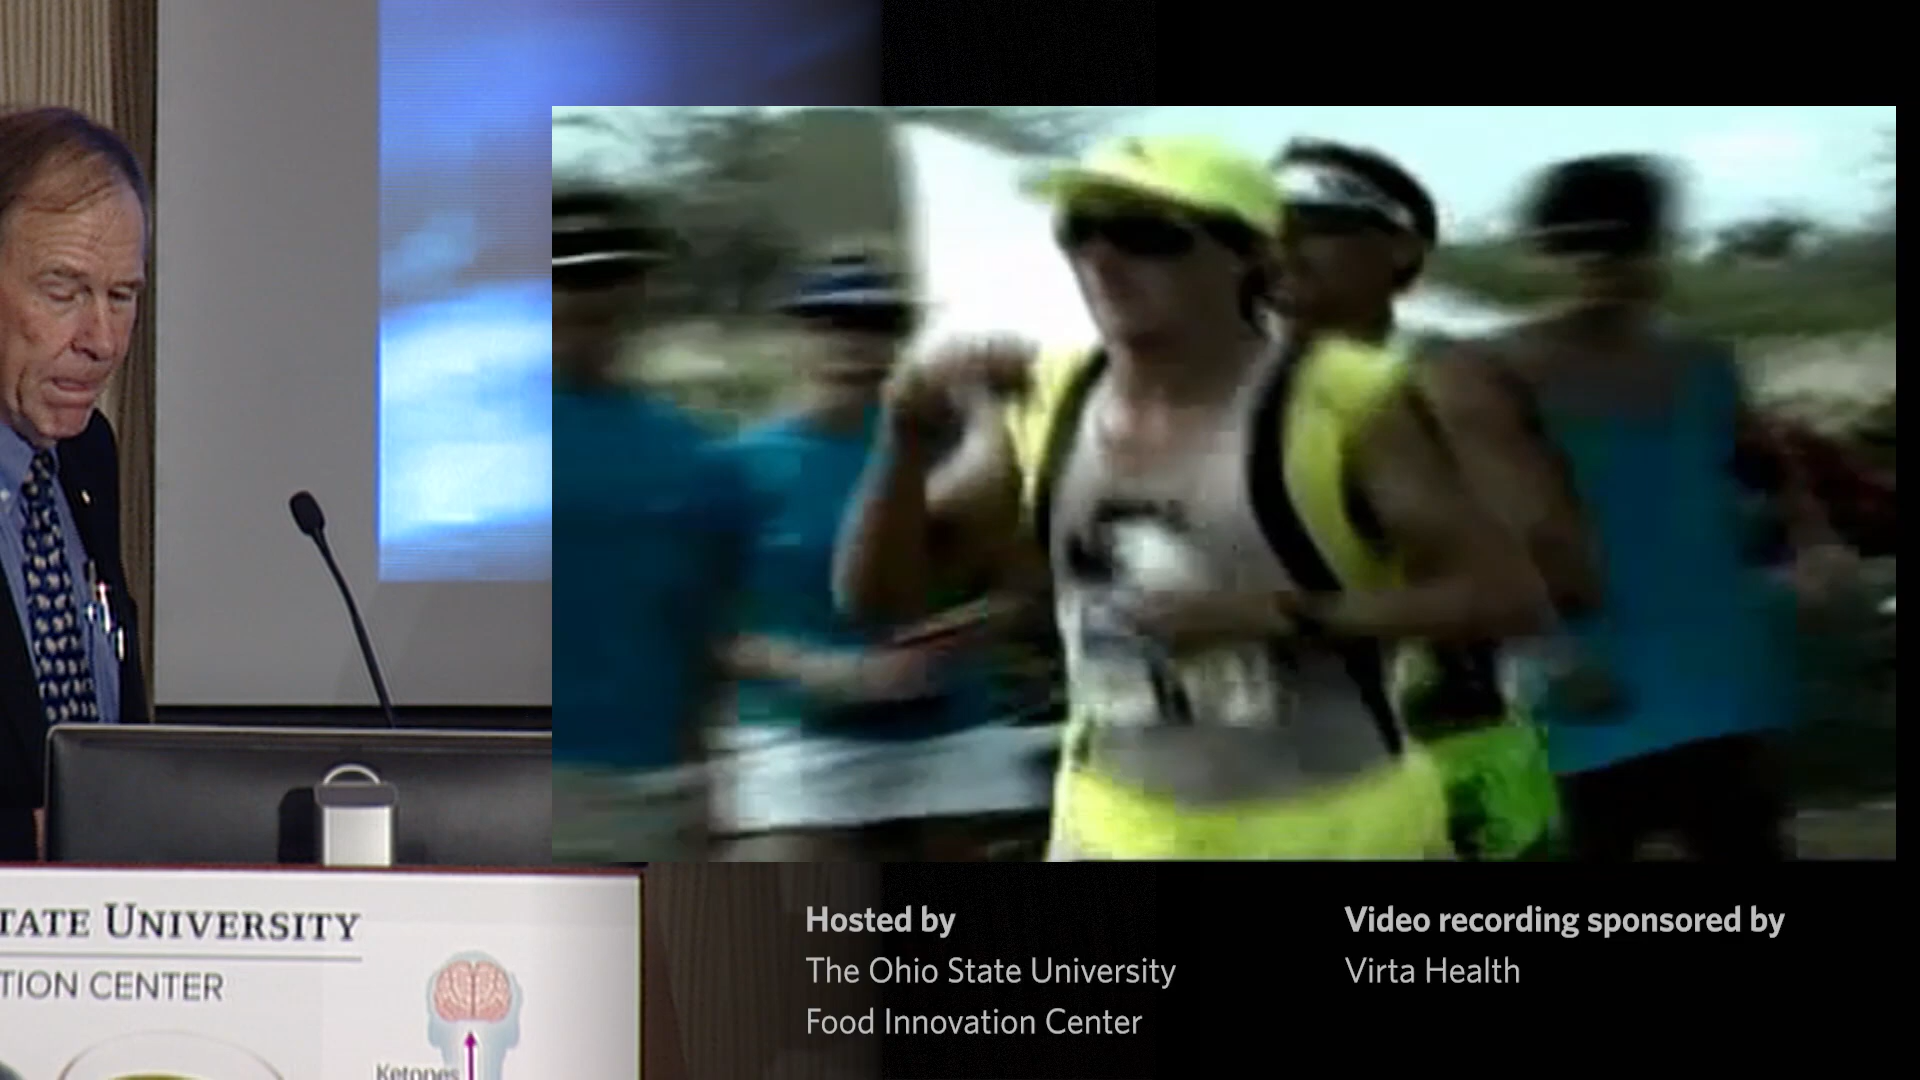 TATE UNIVERSITY
TION CENTER
Ketones
Hosted by
The Ohio State University
Food Innovation Center
Video recording sponsored by
Virta Health